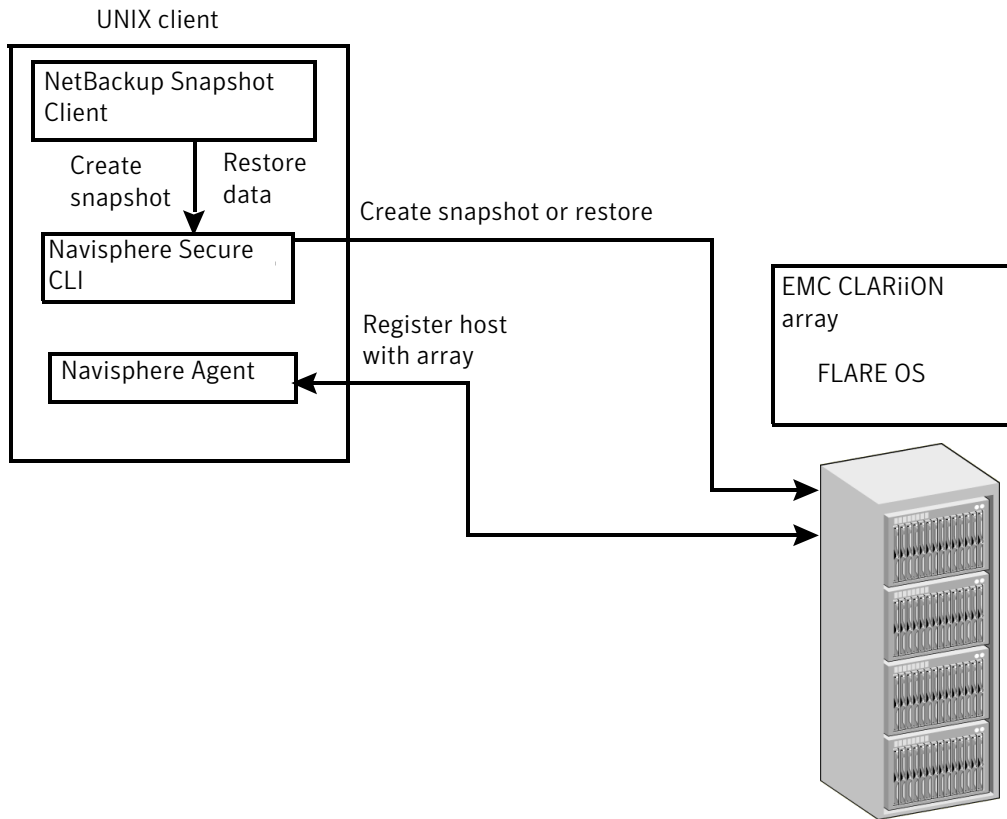 UNIX client
NetBackup Snapshot
Client
Create
snapshot
Restore
data
Navisphere Secure
CLI
Create snapshot or restore
Register host
with array
Navisphere Agent
EMC CLARiiON
array
FLARE OS